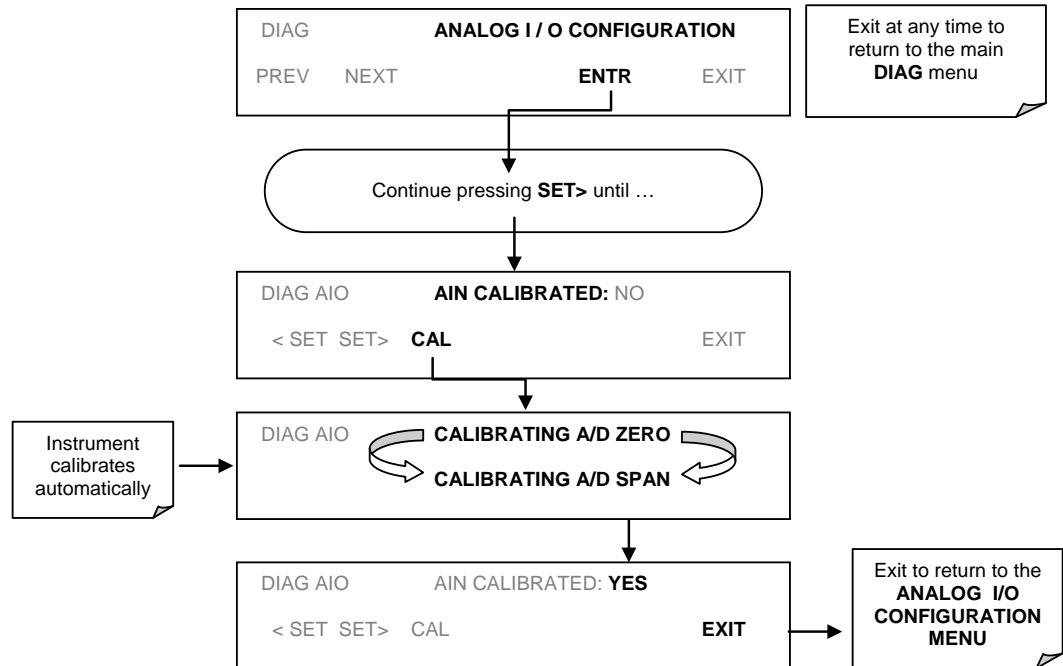 DIAG ANALOG I / O CONFIGURATION
PREV NEXT ENTR EXIT
Exit at any time to
return to the main
DIAG menu
Continue pressing SET> until …
DIAG AIO AIN CALIBRATED: NO
< SET SET> CAL EXIT
Instrument
calibrates
automatically
DIAG AIO CALIBRATING A/D ZERO
CALIBRATING A/D SPAN
DIAG AIO AIN CALIBRATED: YES
< SET SET> CAL EXIT
Exit to return to the
ANALOG I/O
CONFIGURATION
MENU